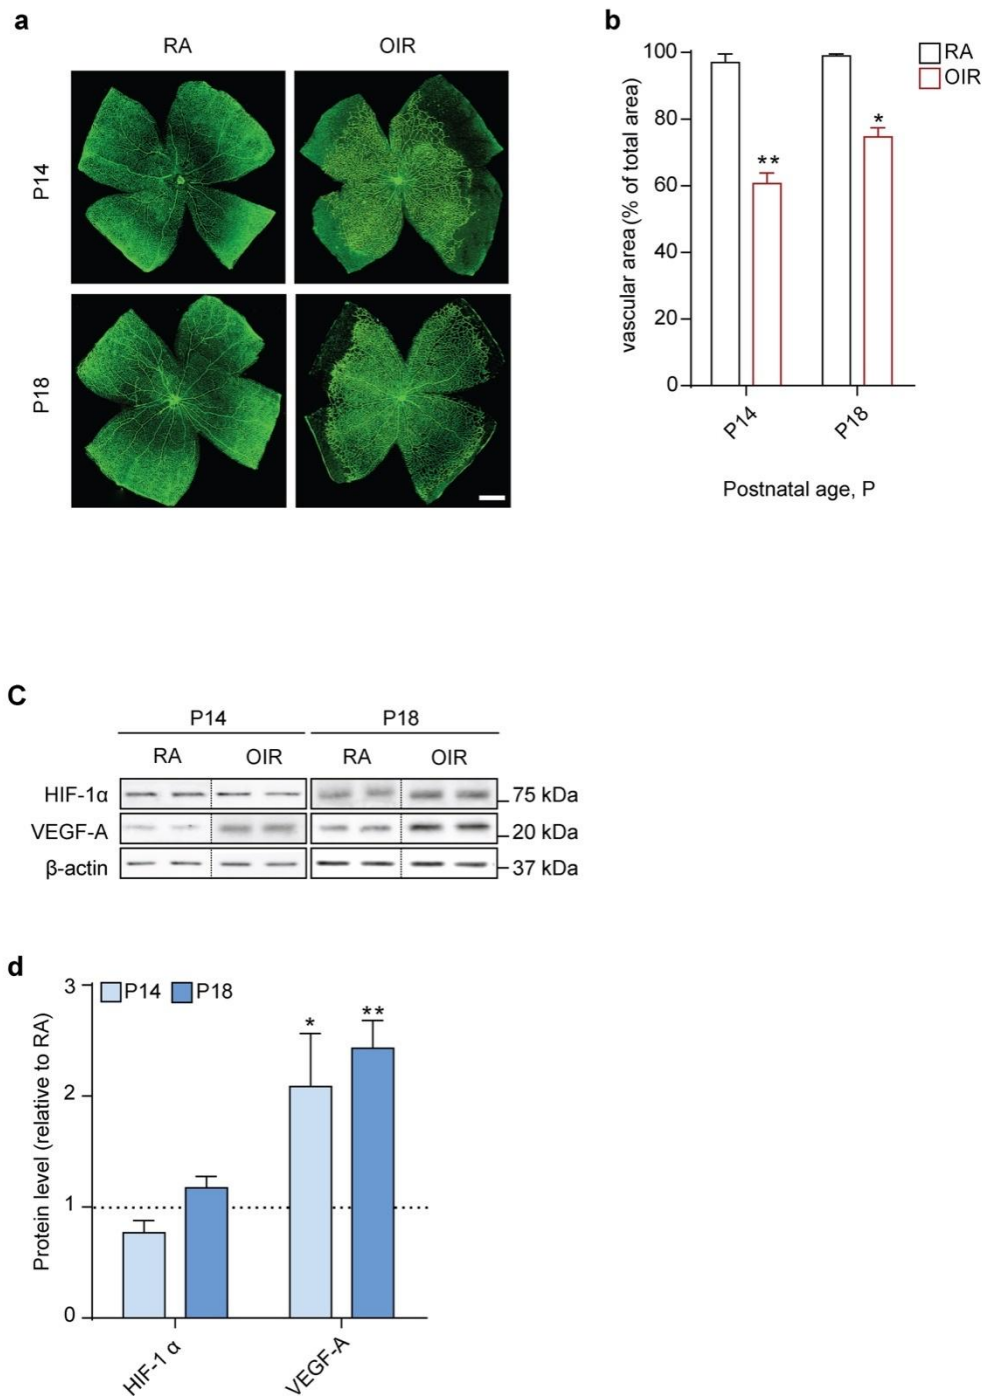 a
RA OIR
P14
P18
b
vascular area (% of total area)
100
80
60
40
20
0
RA
OIR
**
*
P14 P18
Postnatal age, P
C
P14 P18
RA OIR RA OIR
HIF-1α 75 kDa
VEGF-A 20 kDa
β-actin 37 kDa
d
Protein level (relative to RA)
3
2
1
0
P14 P18
* **
HIF-1 α VEGF-A